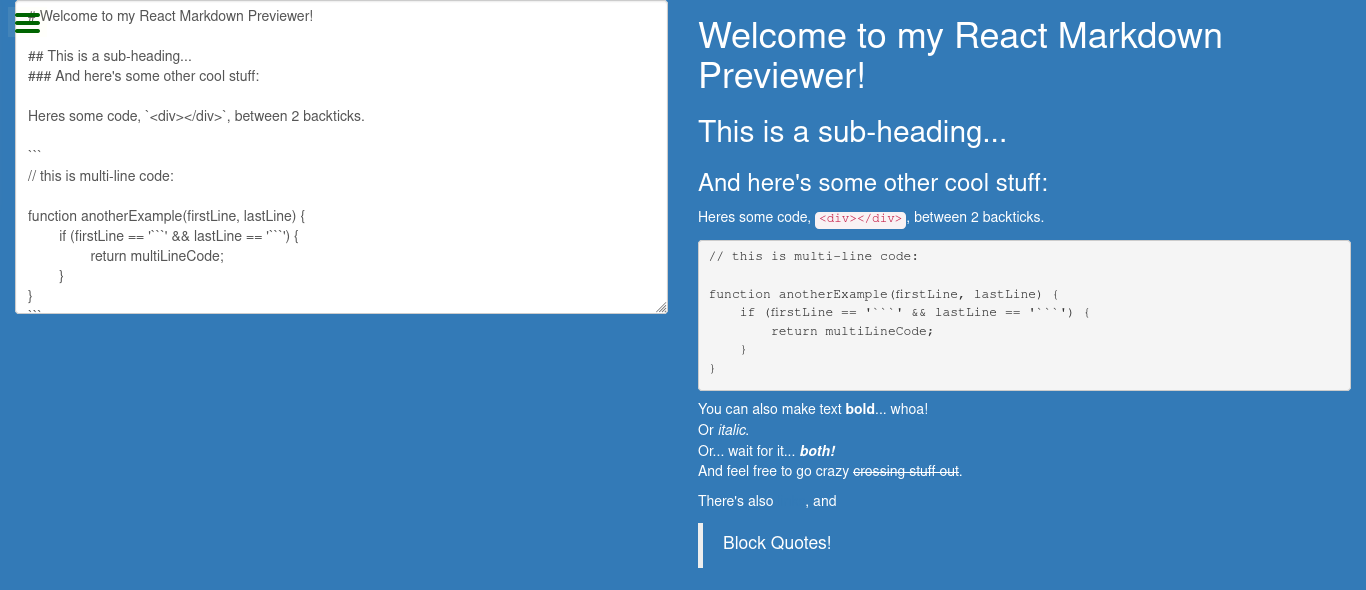 # Welcome to my React Markdown Previewer!
## This is a sub-heading...
### And here's some other cool stuff:
Heres some code, `<div></div>`, between 2 backticks.
```
// this is multi-line code:
function anotherExample(firstLine, lastLine) {
if (firstLine == '```' && lastLine == '```') {
return multiLineCode;
}
}
```
Welcome to my React Markdown
Previewer!
This is a sub-heading...
And here's some other cool stuff:
Heres some code, <div></div>, between 2 backticks.
// this is multi-line code:
function anotherExample(firstLine, lastLine) {
if (firstLine == '```' && lastLine == '```') {
return multiLineCode;
}
}
You can also make text bold... whoa!
Or italic.
Or... wait for it... both!
And feel free to go crazy crossing stuff out.
There's also , and
Block Quotes!